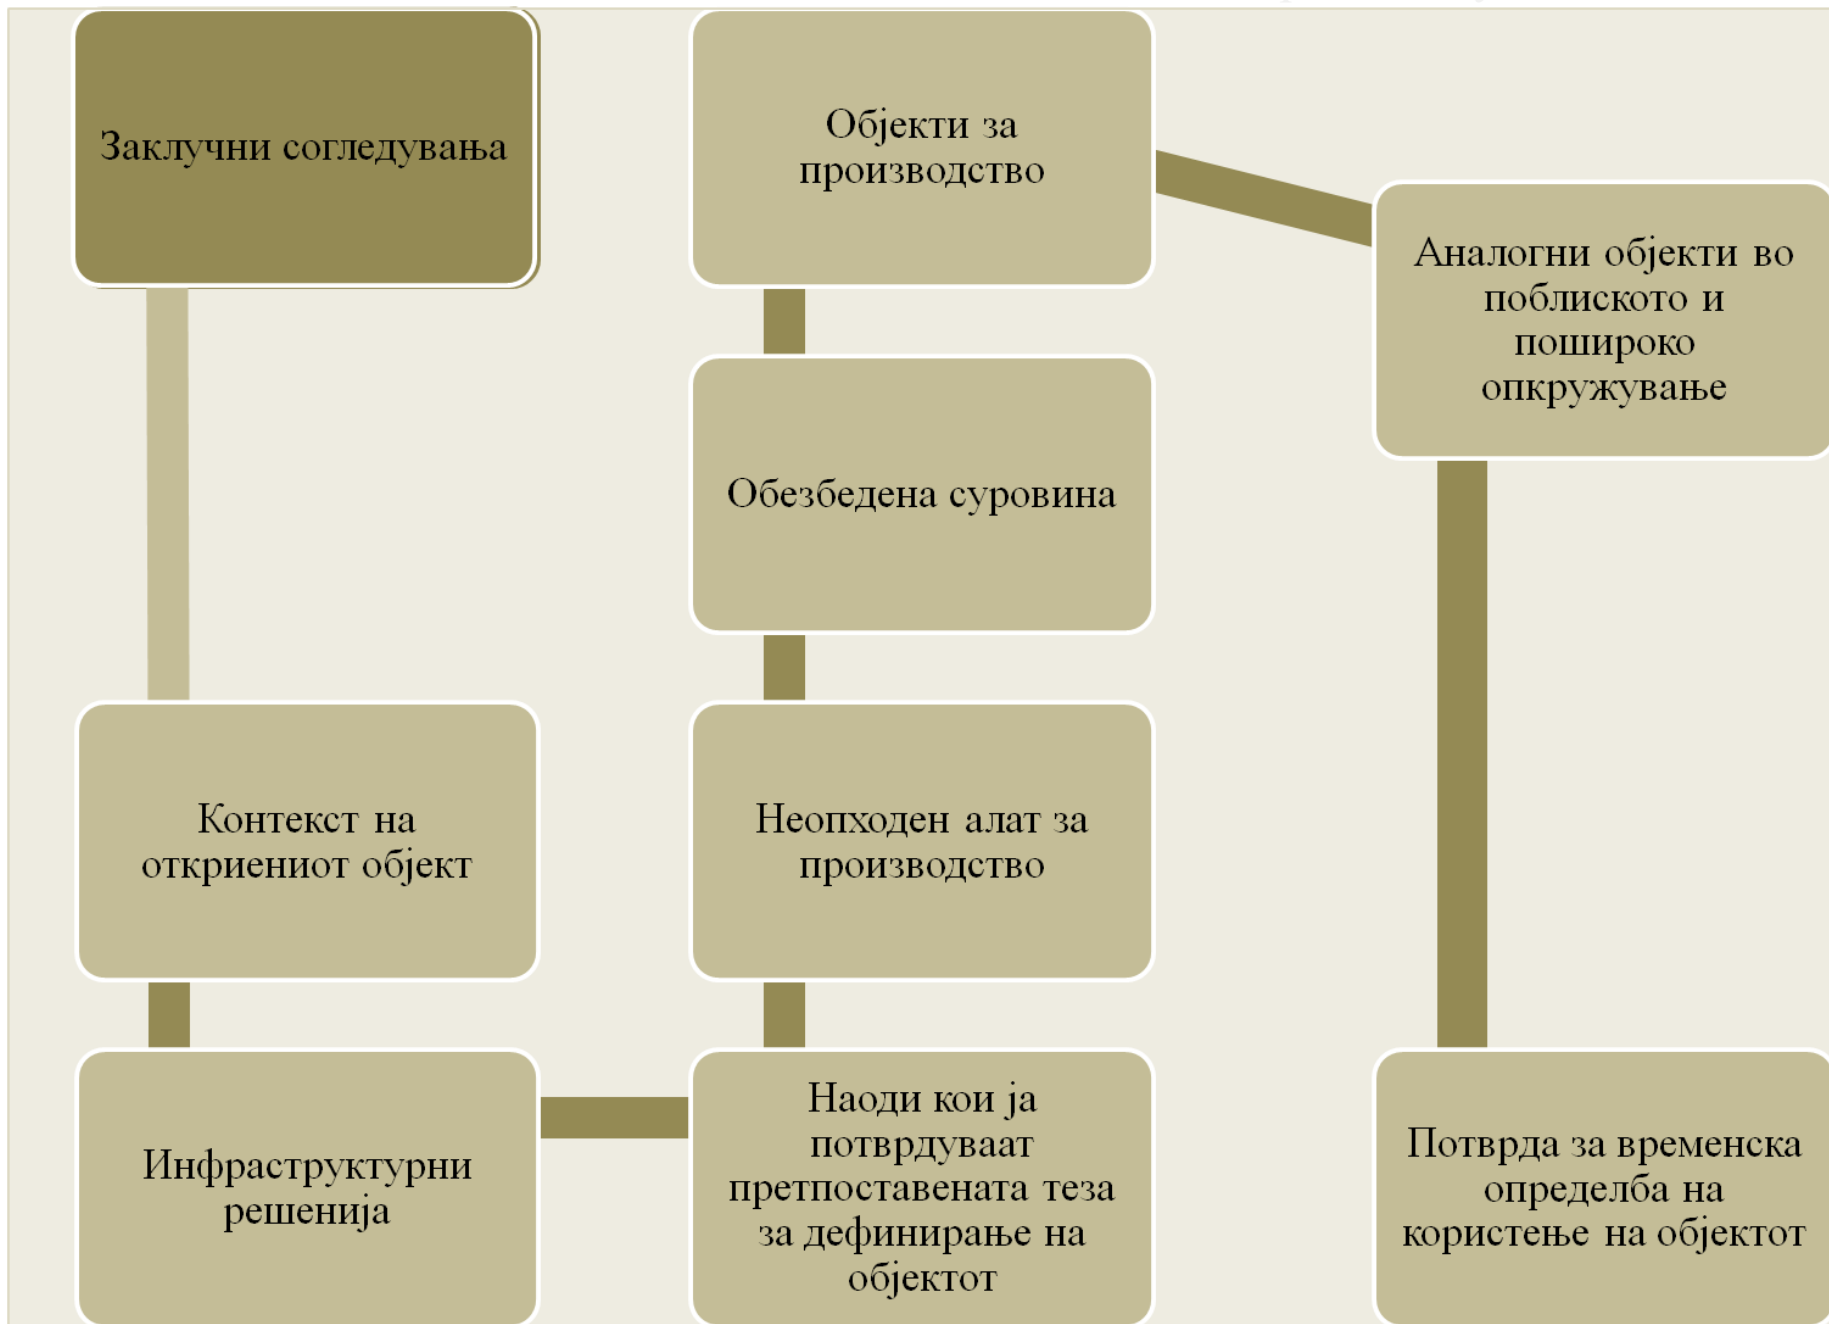 Заклучни согледувања
Контекст на
откриениот објект
Инфраструктурни
решенија
Наоди кои ја
потврдуваат
претпоставената теза
за дефинирање на
објектот
Неопходен алат за
производство
Обезбедена суровина
Објекти за
производство
Аналогни објекти во
поблиското и
пошироко
опкружување
Потврда за временска
определба на
користење на објектот